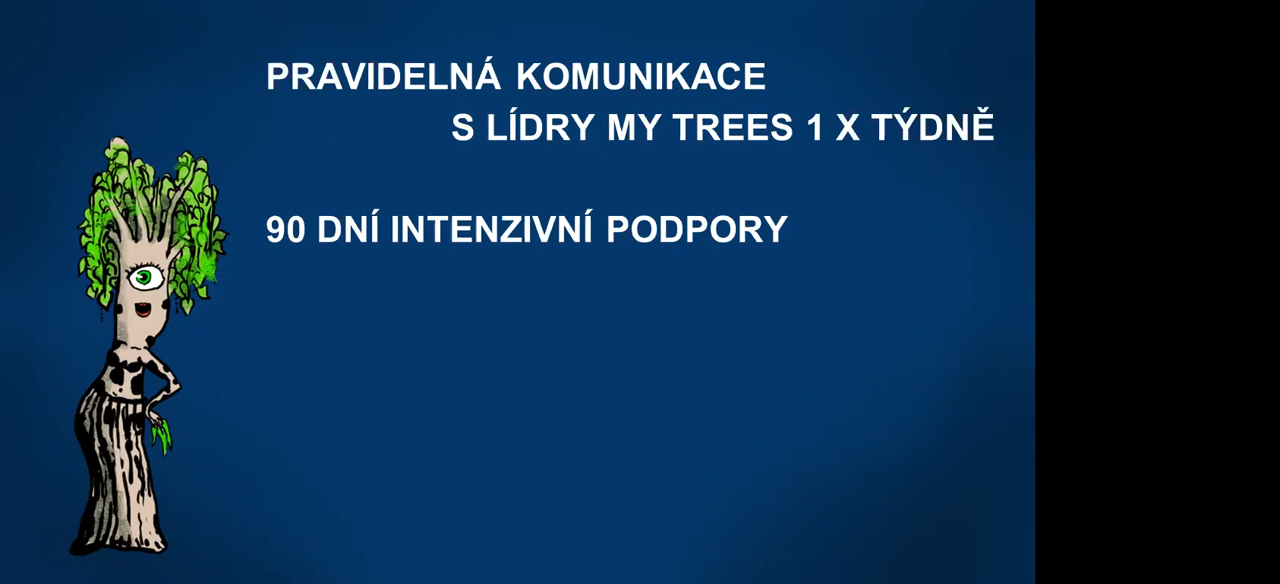 PRAVIDELNÁ KOMUNIKACE
S LÍDRY MY TREES 1 X TÝDNĚ
90 DNÍ INTENZIVNÍ PODPORY